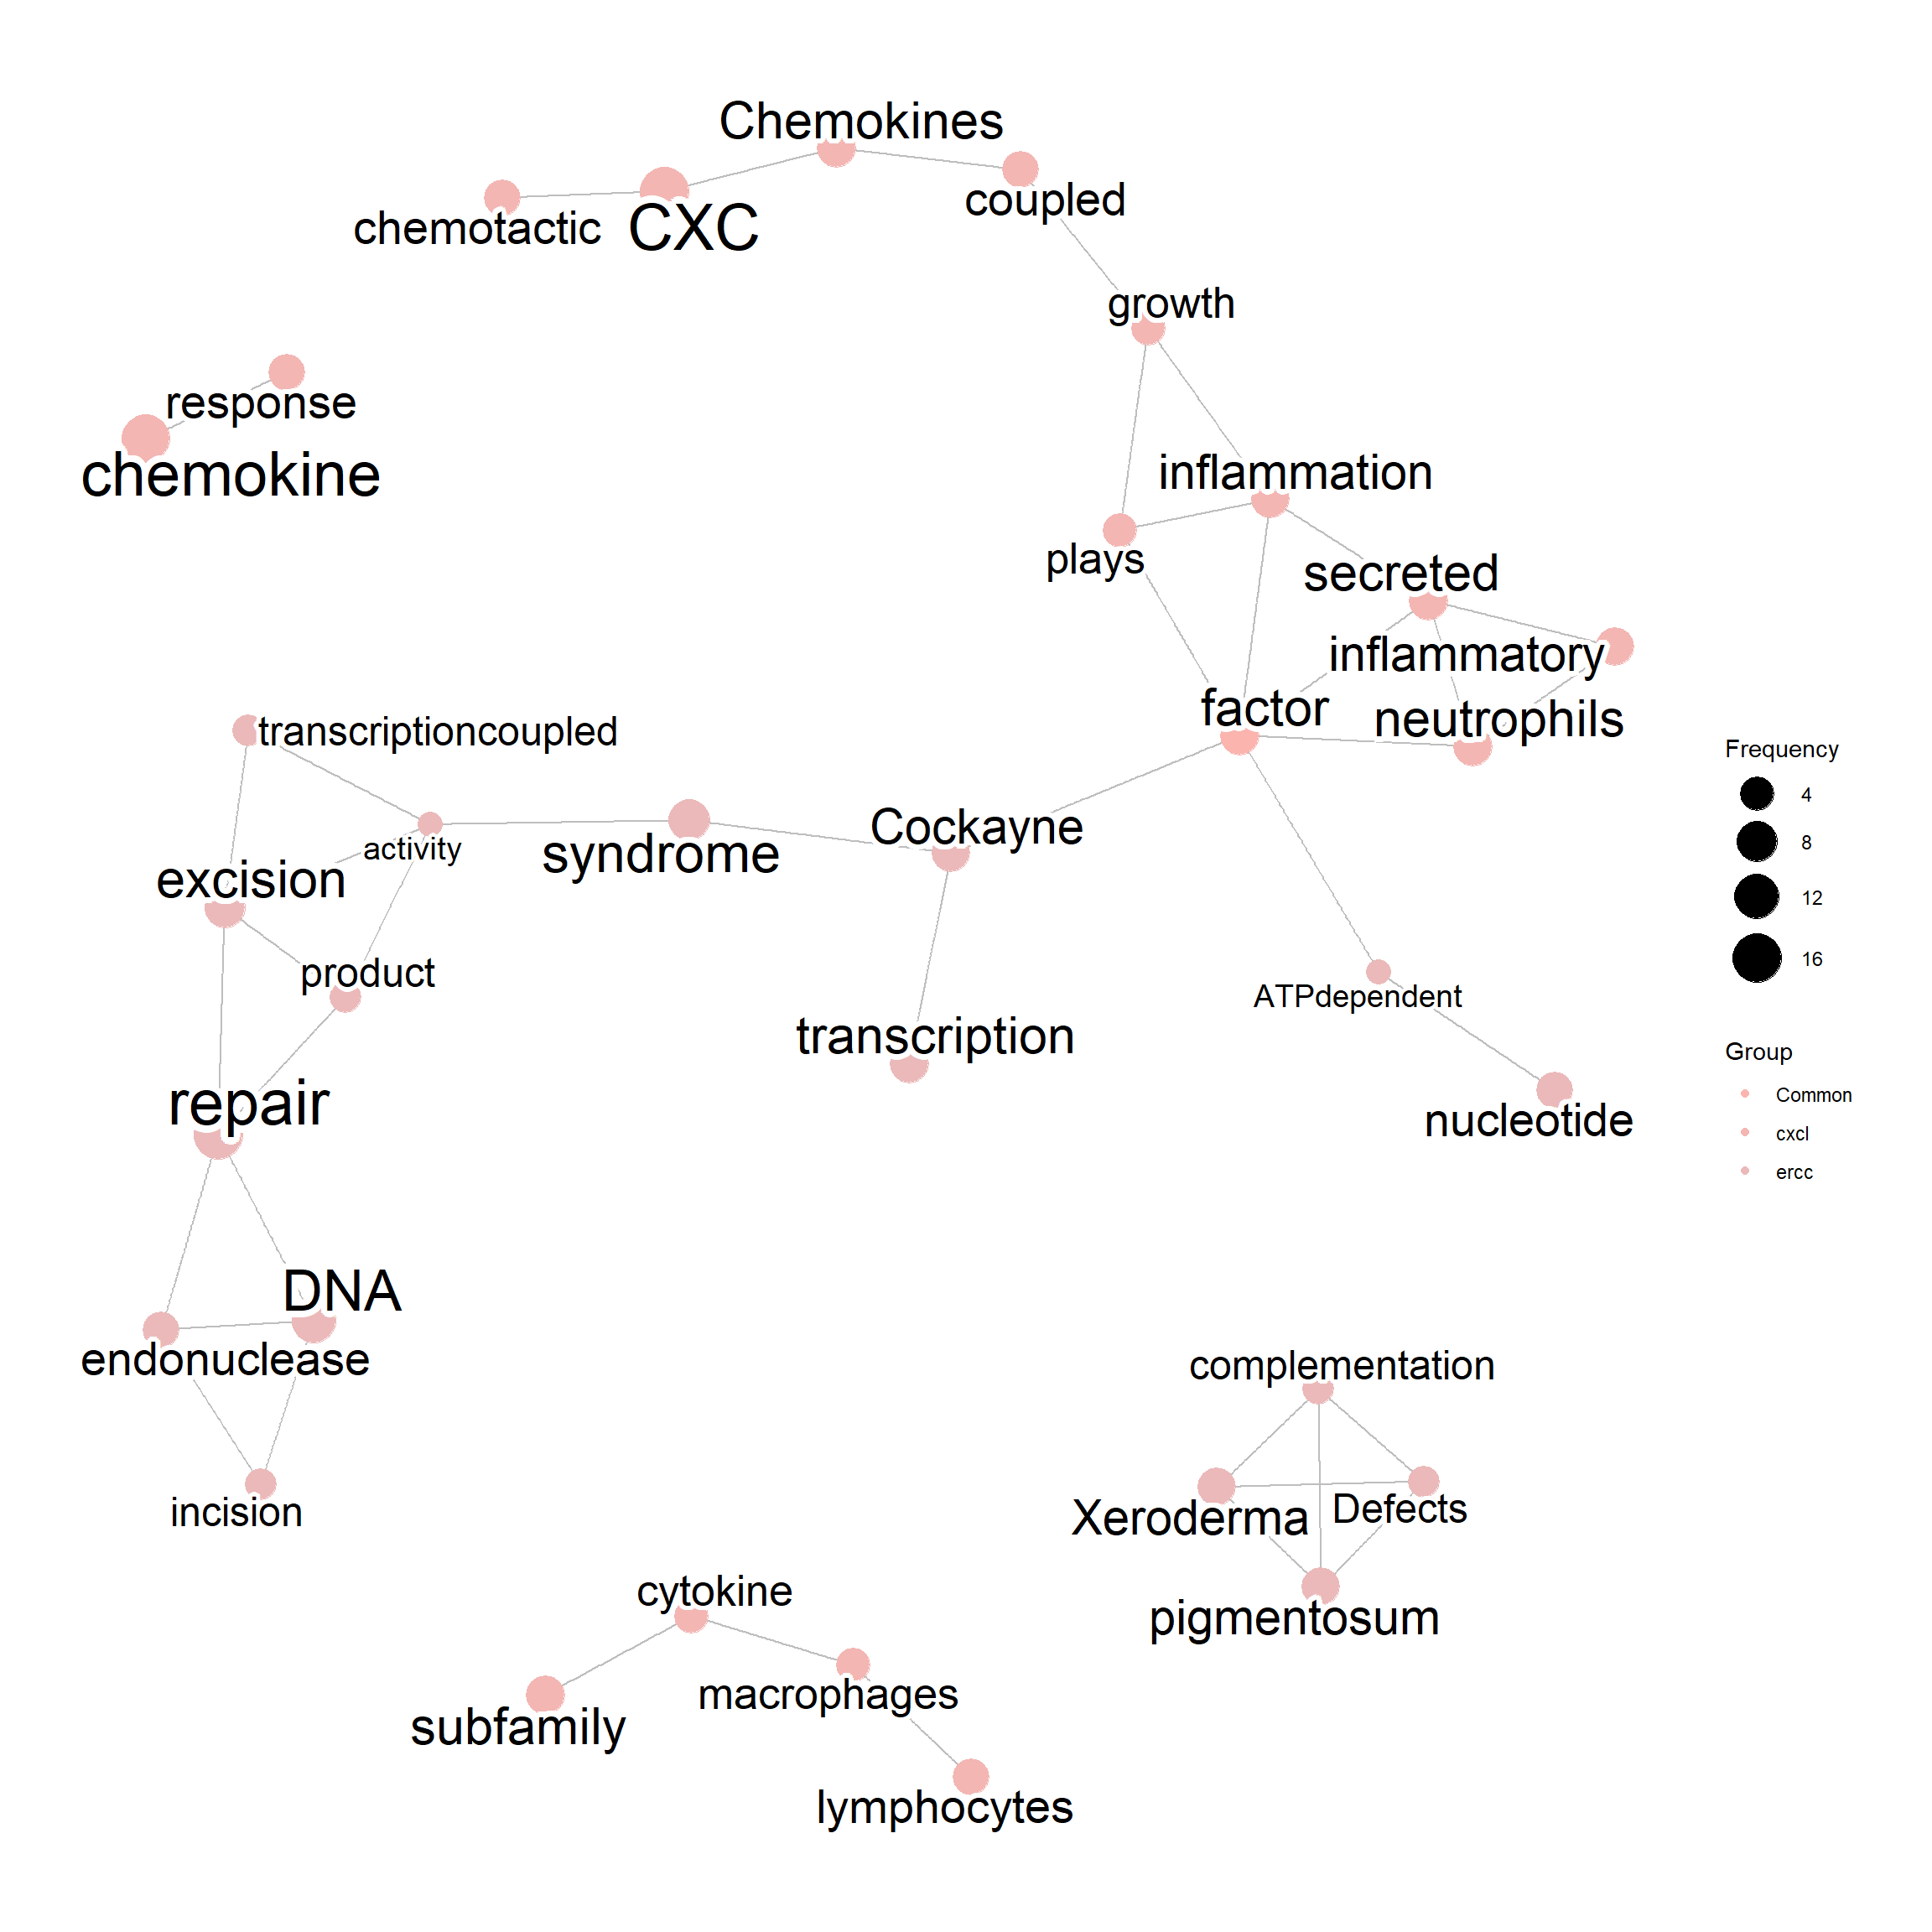 Chemokines
coupled
chemotactic
CXC
growth
response
chemokine
inflammation
plays
secreted
inflammatory
factor
neutrophils
transcriptioncoupled
activity
excision
syndrome
Cockayne
product
ATPdependent
transcription
repair
nucleotide
DNA
endonuclease
incision
complementation
Xeroderma
Defects
pigmentosum
cytokine
macrophages
subfamily
lymphocytes
Frequency
4
8
12
16
Group
Common
cxcl
ercc